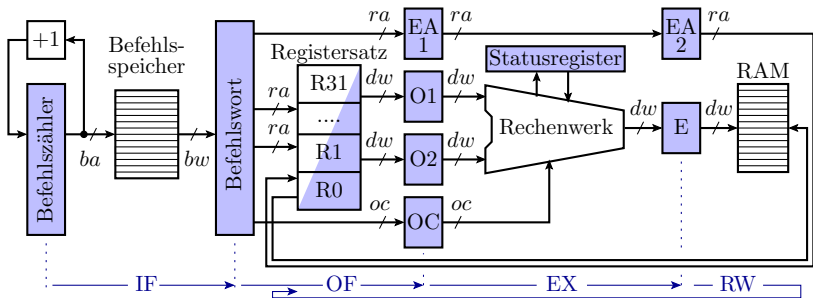 +1
Befehls-
speicher
Befehlszähler
ba
bw
Befehlswort
Registersatz
R31
....
R1
R0
ra
ra
ra
EA
1
ra
dw
O1
dw
dw
O2
dw
oc
OC
oc
Statusregister
Rechenwerk
dw
E
dw
EA
2
ra
RAM
IF
OF
EX
RW